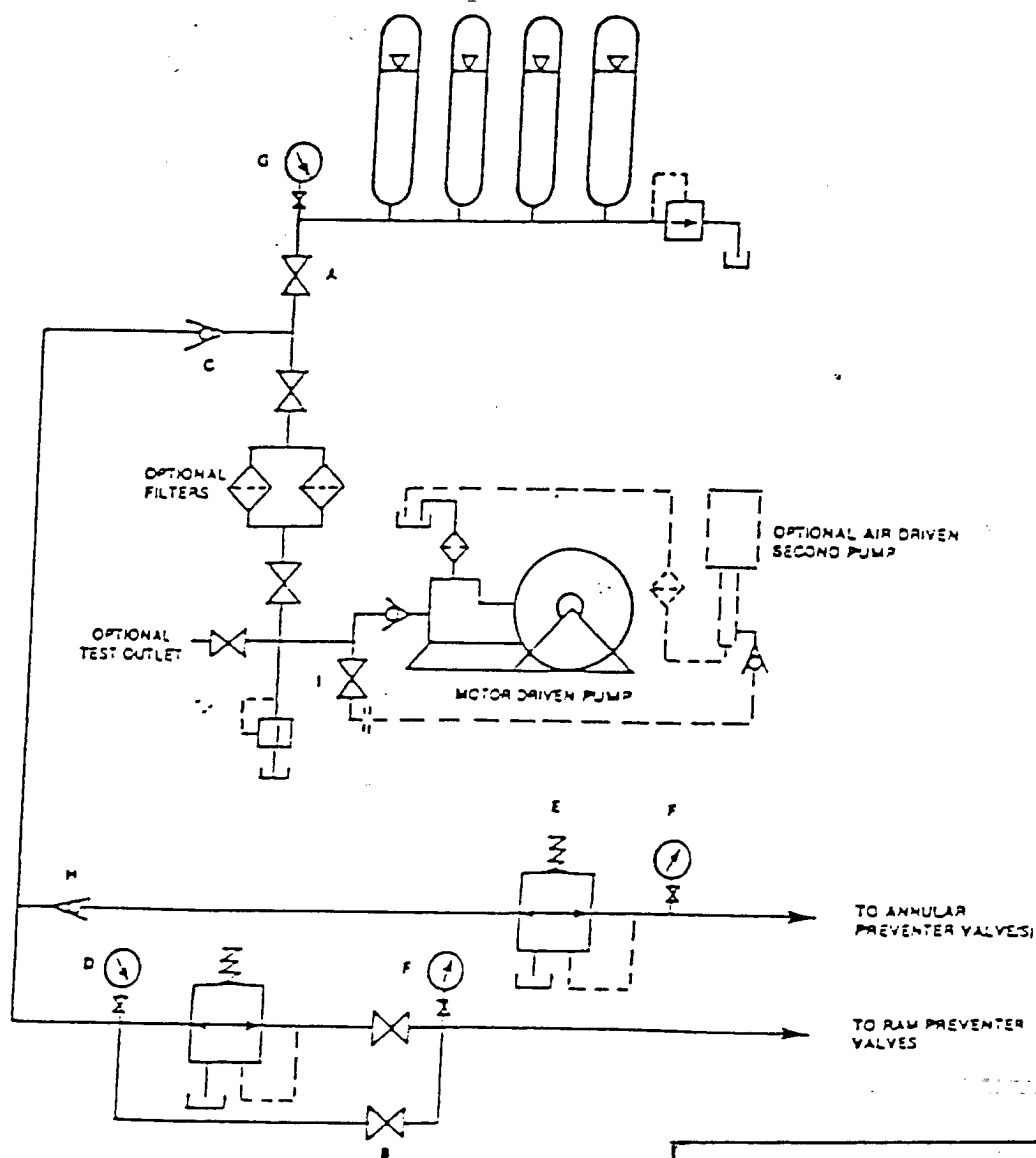 G
A
C
OPTIONAL
FILTERS
OPTIONAL AIR DRIVEN
SECOND PUMP
OPTIONAL
TEST OUTLET
I
MOTOR DRIVEN PUMP
E
F
H
TO ANNULAR
PREVENTER VALVE(S)
D
F
TO RAM PREVENTER
VALVES
B